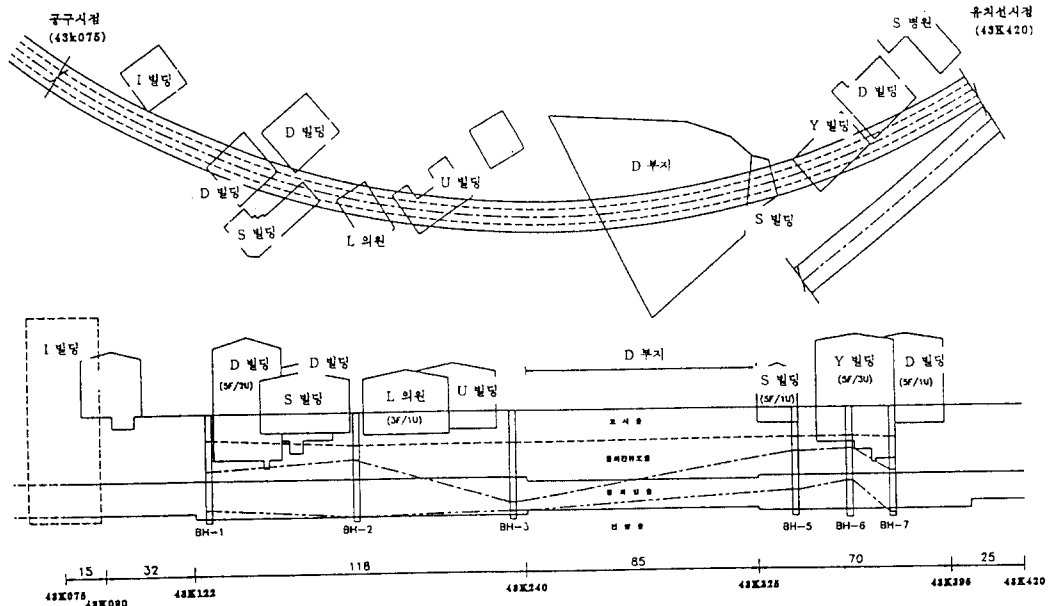 공구시점
(43k075)
유치선시점
(43K420)
S 병원
I 빌딩
D 빌딩
D 빌딩
Y 빌딩
D 빌딩
D 부지
U 빌딩
S 빌딩
L 의원
S 빌딩
I 빌딩
D 빌딩
(5F/2U)
D 빌딩
S 빌딩
L 의원
(3F/1U)
U 빌딩
D 부지
S 빌딩
(5F/1U)
Y 빌딩
(5F/3U)
D 빌딩
(5F/1U)
BH-1
BH-2
BH-3
BH-5
BH-6
BH-7
15
32
118
85
70
25
43K075
43K090
43K122
43K240
43K325
43K395
43K420